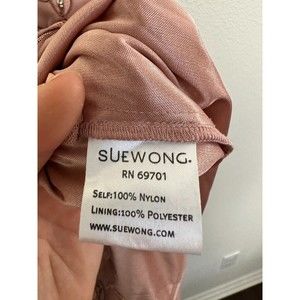 SUEWONG.
RN 69701
SELF:100% NYLON
LINING:100% POLYESTER
WWW.SUEWONG.COM